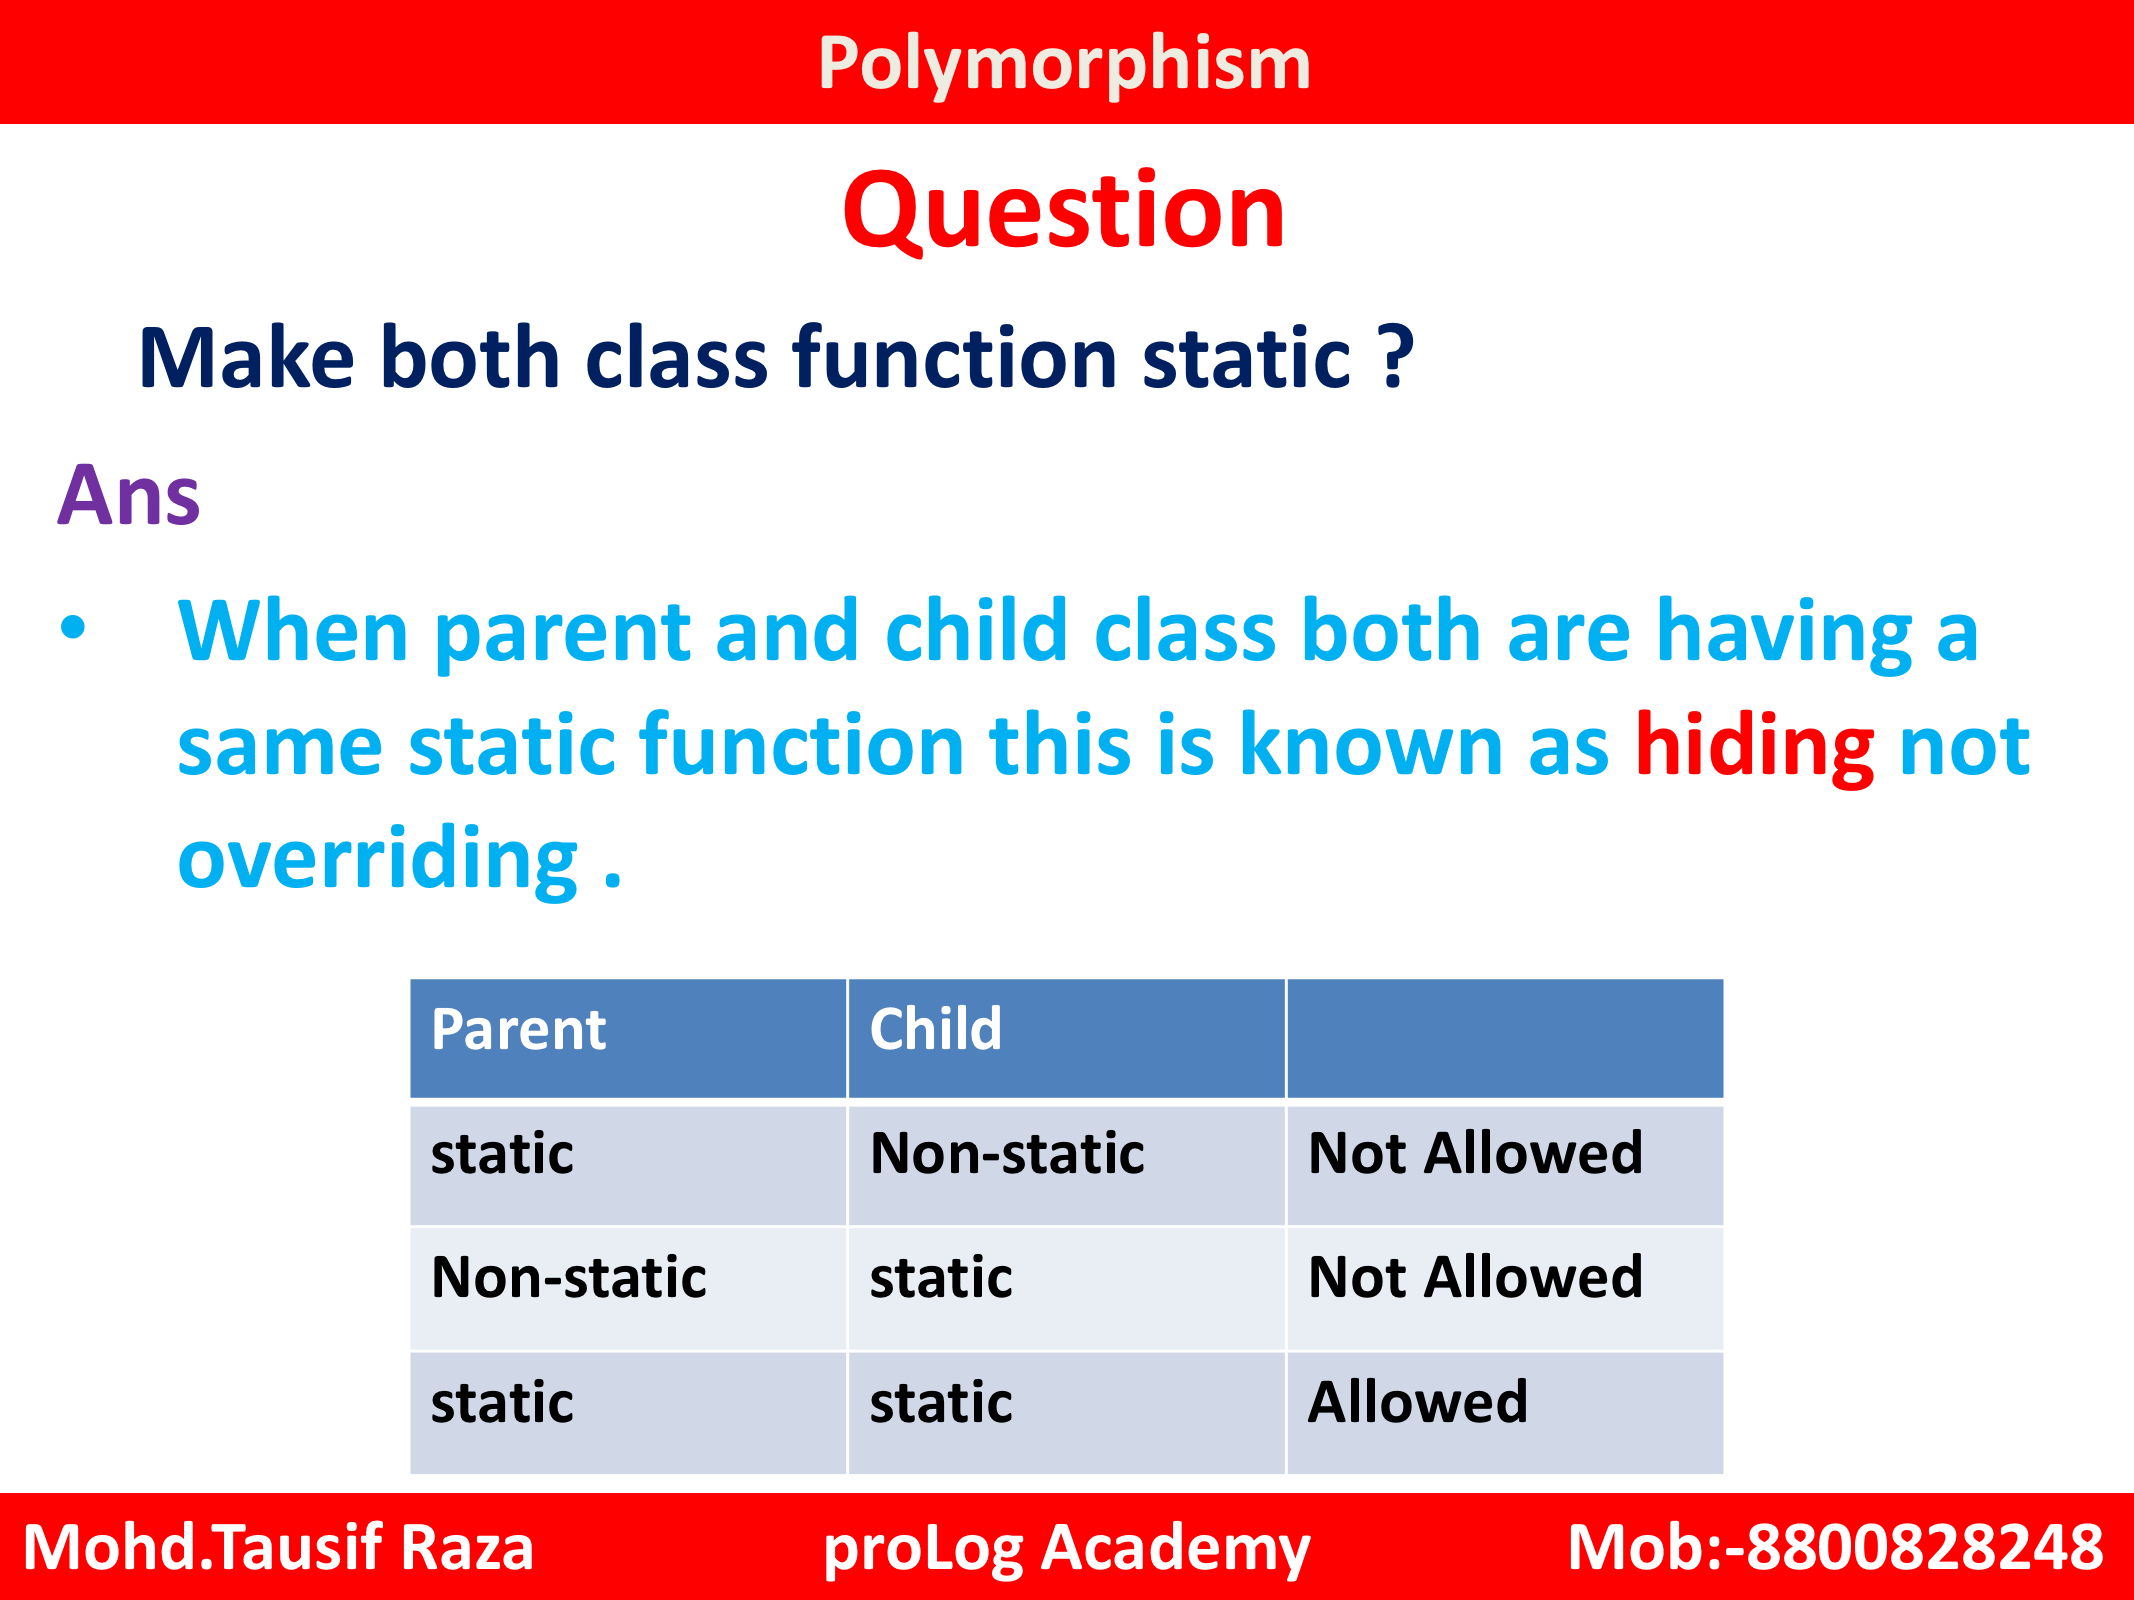 Polymorphism
Question
Make both class function static ?
Ans
• When parent and child class both are having a
same static function this is known as hiding not
overriding .
Parent Child
static Non-static Not Allowed
Non-static static Not Allowed
static static Allowed
Mohd.Tausif Raza proLog Academy Mob:-8800828248